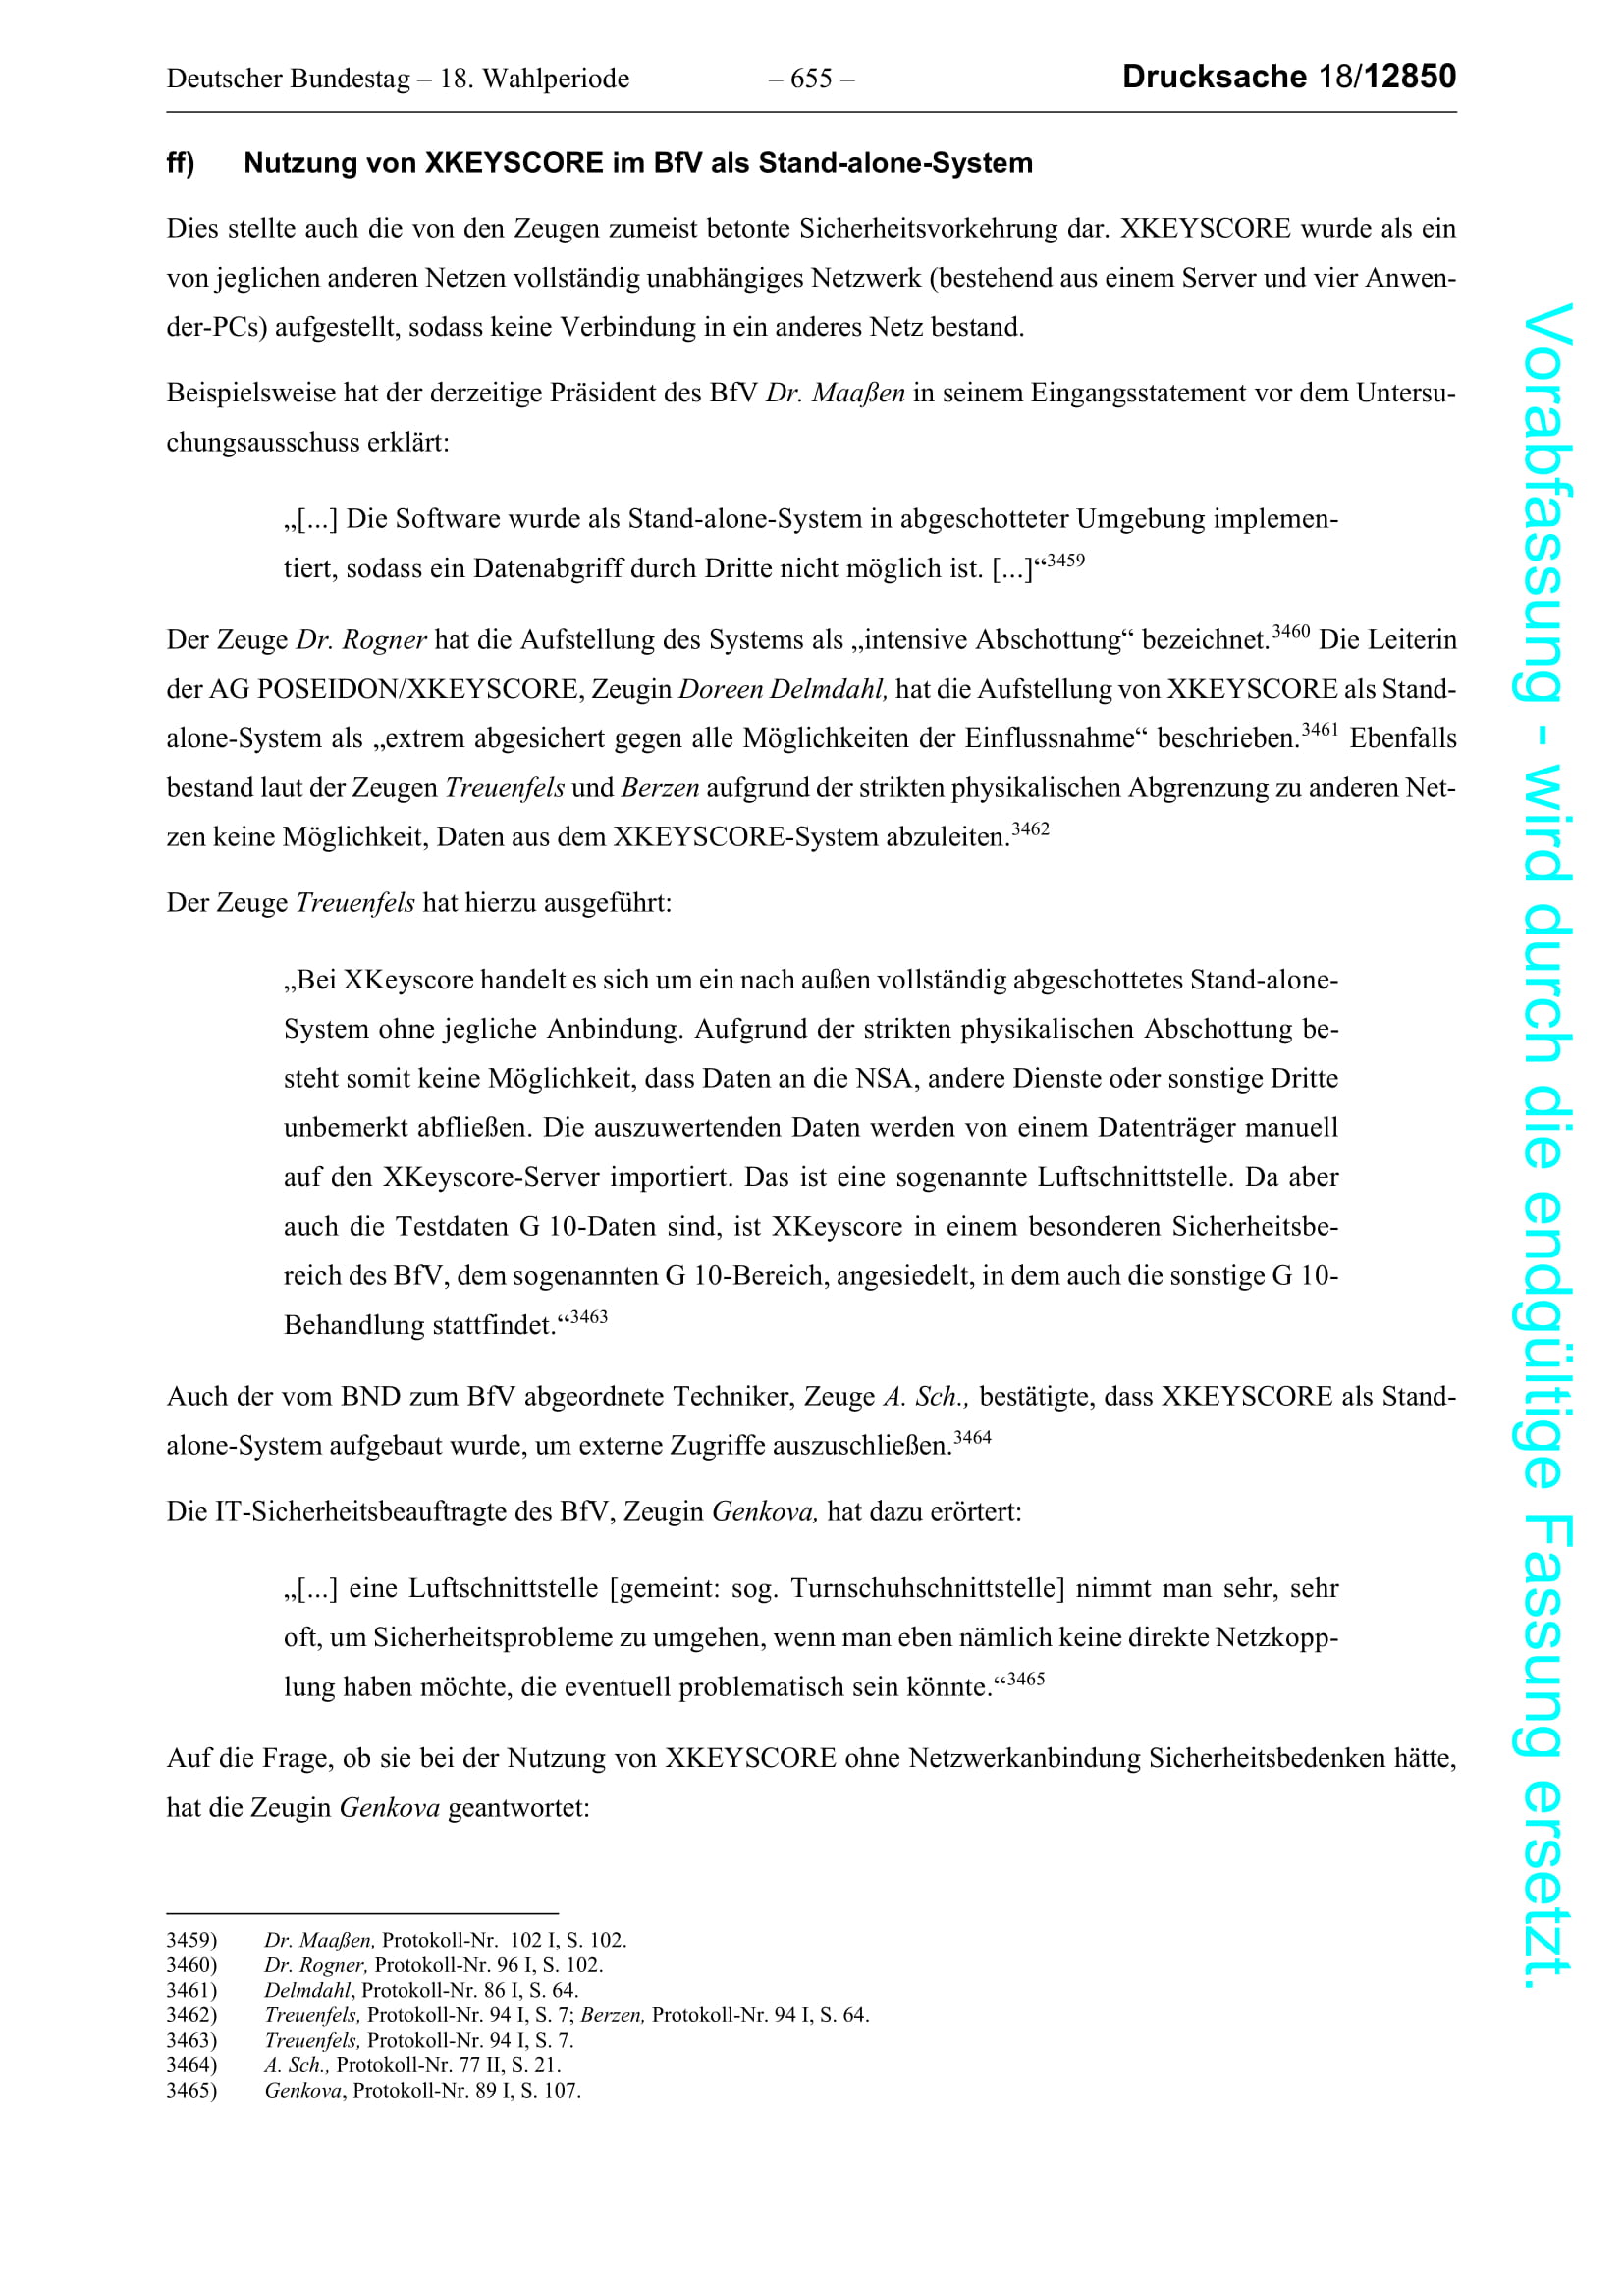 Deutscher Bundestag – 18. Wahlperiode – 655 – Drucksache 18/12850
ff) Nutzung von XKEYSCORE im BfV als Stand-alone-System
Dies stellte auch die von den Zeugen zumeist betonte Sicherheitsvorkehrung dar. XKEYSCORE wurde als ein
von jeglichen anderen Netzen vollständig unabhängiges Netzwerk (bestehend aus einem Server und vier Anwen-
der-PCs) aufgestellt, sodass keine Verbindung in ein anderes Netz bestand.
Beispielsweise hat der derzeitige Präsident des BfV Dr. Maaßen in seinem Eingangsstatement vor dem Untersu-
chungsausschuss erklärt:
„[...] Die Software wurde als Stand-alone-System in abgeschotteter Umgebung implemen-
tiert, sodass ein Datenabgriff durch Dritte nicht möglich ist. [...]“3459
Der Zeuge Dr. Rogner hat die Aufstellung des Systems als „intensive Abschottung“ bezeichnet.3460 Die Leiterin
der AG POSEIDON/XKEYSCORE, Zeugin Doreen Delmdahl, hat die Aufstellung von XKEYSCORE als Stand-
alone-System als „extrem abgesichert gegen alle Möglichkeiten der Einflussnahme“ beschrieben.3461 Ebenfalls
bestand laut der Zeugen Treuenfels und Berzen aufgrund der strikten physikalischen Abgrenzung zu anderen Net-
zen keine Möglichkeit, Daten aus dem XKEYSCORE-System abzuleiten.3462
Der Zeuge Treuenfels hat hierzu ausgeführt:
„Bei XKeyscore handelt es sich um ein nach außen vollständig abgeschottetes Stand-alone-
System ohne jegliche Anbindung. Aufgrund der strikten physikalischen Abschottung be-
steht somit keine Möglichkeit, dass Daten an die NSA, andere Dienste oder sonstige Dritte
unbemerkt abfließen. Die auszuwertenden Daten werden von einem Datenträger manuell
auf den XKeyscore-Server importiert. Das ist eine sogenannte Luftschnittstelle. Da aber
auch die Testdaten G 10-Daten sind, ist XKeyscore in einem besonderen Sicherheitsbe-
reich des BfV, dem sogenannten G 10-Bereich, angesiedelt, in dem auch die sonstige G 10-
Behandlung stattfindet.“3463
Auch der vom BND zum BfV abgeordnete Techniker, Zeuge A. Sch., bestätigte, dass XKEYSCORE als Stand-
alone-System aufgebaut wurde, um externe Zugriffe auszuschließen.3464
Die IT-Sicherheitsbeauftragte des BfV, Zeugin Genkova, hat dazu erörtert:
„[...] eine Luftschnittstelle [gemeint: sog. Turnschuhschnittstelle] nimmt man sehr, sehr
oft, um Sicherheitsprobleme zu umgehen, wenn man eben nämlich keine direkte Netzkopp-
lung haben möchte, die eventuell problematisch sein könnte.“3465
Auf die Frage, ob sie bei der Nutzung von XKEYSCORE ohne Netzwerkanbindung Sicherheitsbedenken hätte,
hat die Zeugin Genkova geantwortet:
3459) Dr. Maaßen, Protokoll-Nr. 102 I, S. 102.
3460) Dr. Rogner, Protokoll-Nr. 96 I, S. 102.
3461) Delmdahl, Protokoll-Nr. 86 I, S. 64.
3462) Treuenfels, Protokoll-Nr. 94 I, S. 7; Berzen, Protokoll-Nr. 94 I, S. 64.
3463) Treuenfels, Protokoll-Nr. 94 I, S. 7.
3464) A. Sch., Protokoll-Nr. 77 II, S. 21.
3465) Genkova, Protokoll-Nr. 89 I, S. 107.
Vorabfassung - wird durch die endgültige Fassung ersetzt.